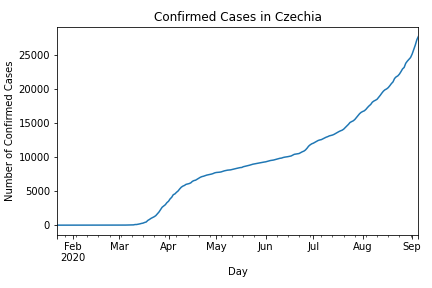 Confirmed Cases in Czechia
Number of Confirmed Cases
25000
20000
15000
10000
5000
0
Feb Mar Apr May Jun Jul Aug Sep
2020
Day